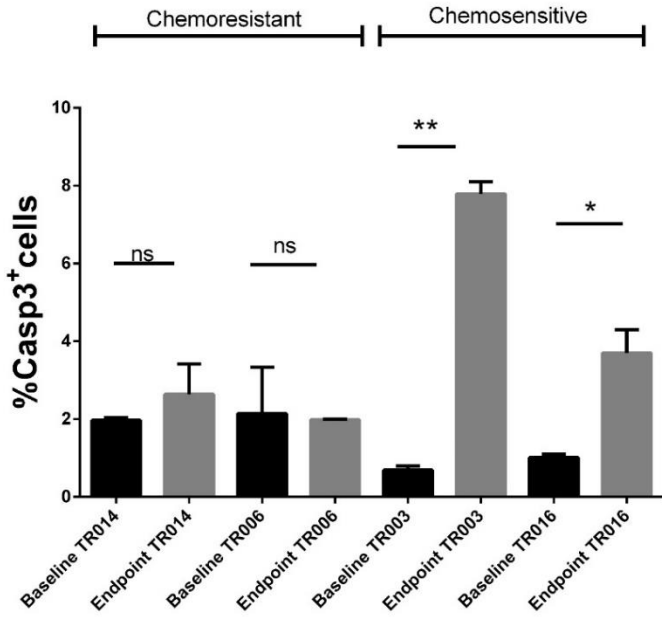 Chemoresistant Chemosensitive
10
**
8
*
ns ns
6
4
2
0
%Casp3+cells
Baseline TR014
Endpoint TR014
Baseline TR006
Endpoint TR006
Baseline TR003
Endpoint TR003
Baseline TR016
Endpoint TR016